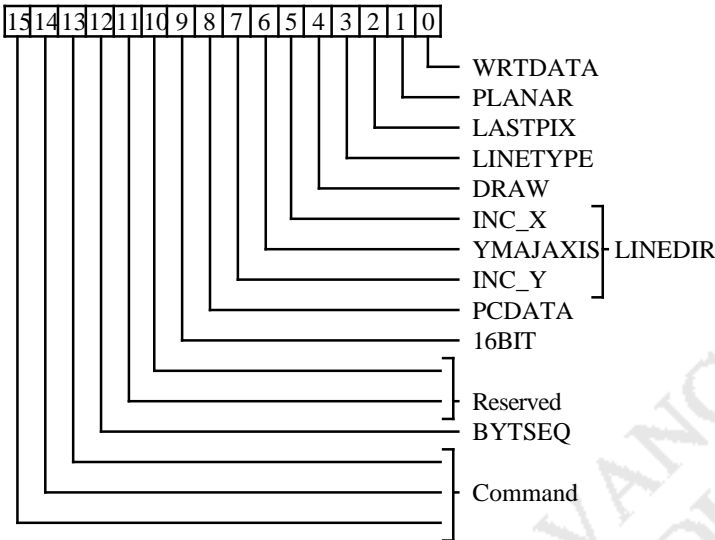 15 14 13 12 11 10 9 8 7 6 5 4 3 2 1 0
WRTDATA
PLANAR
LASTPIX
LINETYPE
DRAW
INC_X
YMAJAXIS LINEDIR
INC_Y
PCDATA
16BIT
Reserved
BYTSEQ
Command